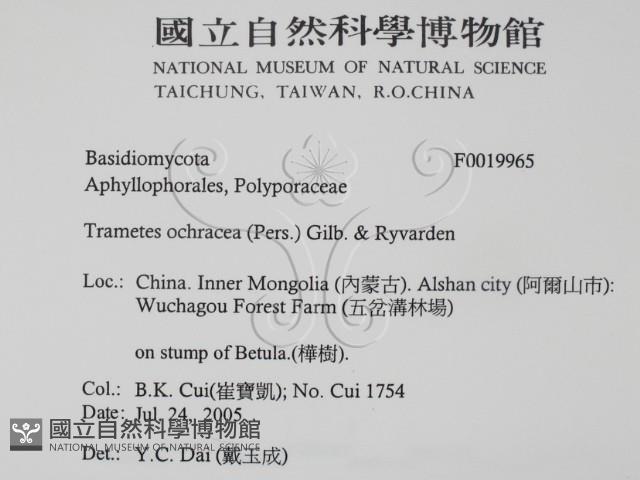 國立自然科學博物館
NATIONAL MUSEUM OF NATURAL SCIENCE
TAICHUNG, TAIWAN, R.O.CHINA
Basidiomycota F0019965
Aphyllophorales, Polyporaceae
Trametes ochracea (Pers.) Gilb. & Ryvarden
Loc.: China. Inner Mongolia (內蒙古). Alshan city (阿爾山市):
Wuchagou Forest Farm (五岔溝林場)
on stump of Betula.(樺樹).
Col.: B.K. Cui(崔寶凱); No. Cui 1754
Date: Jul. 24, 2005
國立自然科學博物館
NATIONAL MUSEUM OF NATURAL SCIENCE
Det.: Y.C. Dai (戴玉成)